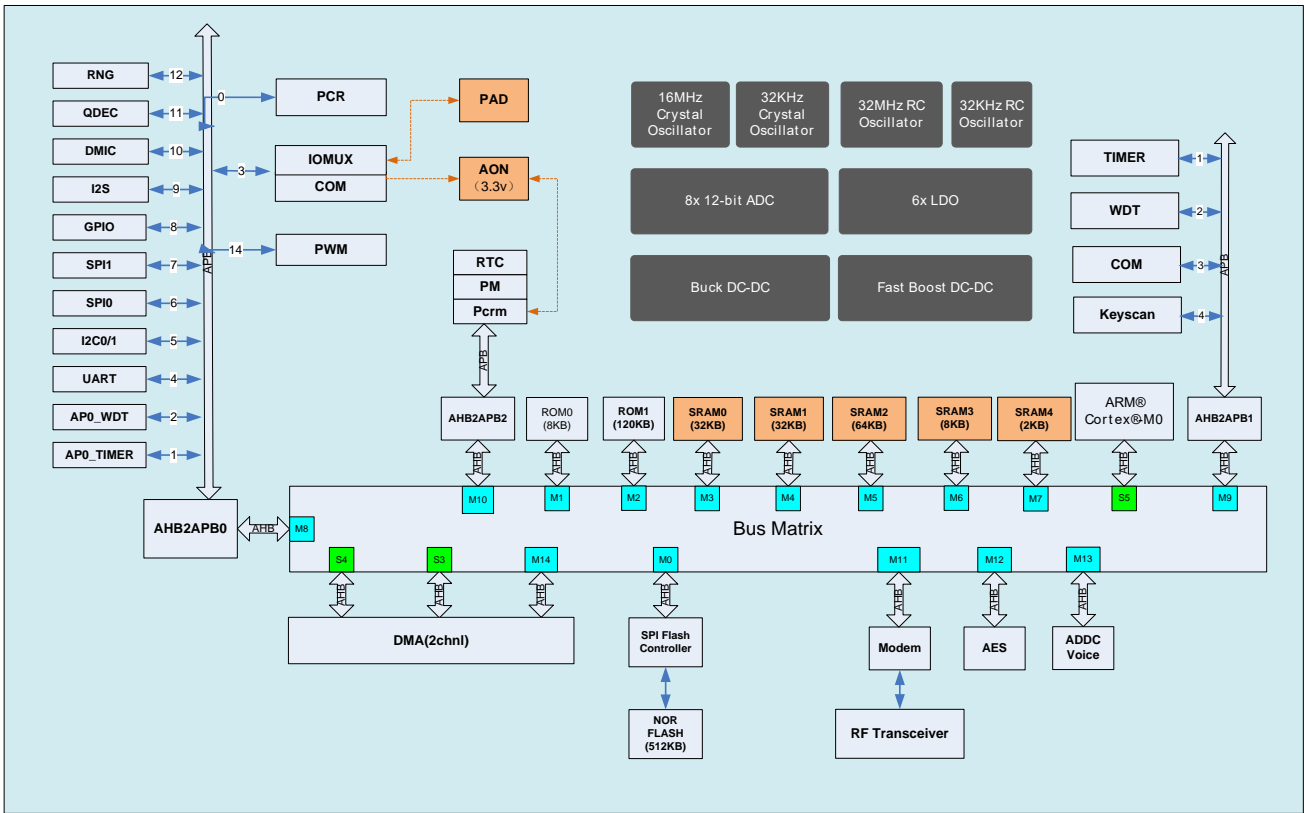 RNG
12
QDEC
11
DMIC
10
I2S
9
GPIO
8
SPI1
7
SPI0
6
I2C0/1
5
UART
4
AP0_WDT
2
AP0_TIMER
1
APB
0
PCR
3
IOMUX
COM
14
PWM
PAD
AON
（3.3v）
RTC
PM
Pcrm
APB
16MHz
Crystal
Oscillator
32KHz
Crystal
Oscillator
32MHz RC
Oscillator
32KHz RC
Oscillator
8x 12-bit ADC
6x LDO
Buck DC-DC
Fast Boost DC-DC
TIMER
1
WDT
2
COM
3
Keyscan
4
APB
AHB2APB2
ROM0
(8KB)
ROM1
(120KB)
SRAM0
(32KB)
SRAM1
(32KB)
SRAM2
(64KB)
SRAM3
(8KB)
SRAM4
(2KB)
ARM®
Cortex®-M0
AHB2APB1
AHB
AHB
AHB
AHB
AHB
AHB
AHB
AHB
AHB
AHB
M10
M1
M2
M3
M4
M5
M6
M7
S5
M9
AHB2APB0
AHB
M8
Bus Matrix
S4
S3
M14
M0
M11
M12
M13
AHB
AHB
AHB
AHB
AHB
AHB
AHB
DMA(2chnl)
SPI Flash
Controller
Modem
AES
ADDC
Voice
NOR
FLASH
(512KB)
RF Transceiver